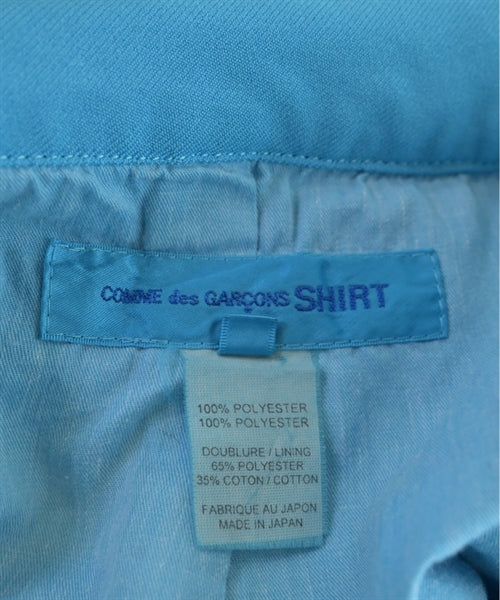 COMME des GARÇONS SHIRT
100% POLYESTER
100% POLYESTER
DOUBLURE / LINING
65% POLYESTER
35% COTON / COTTON
FABRIQUE AU JAPON
MADE IN JAPAN